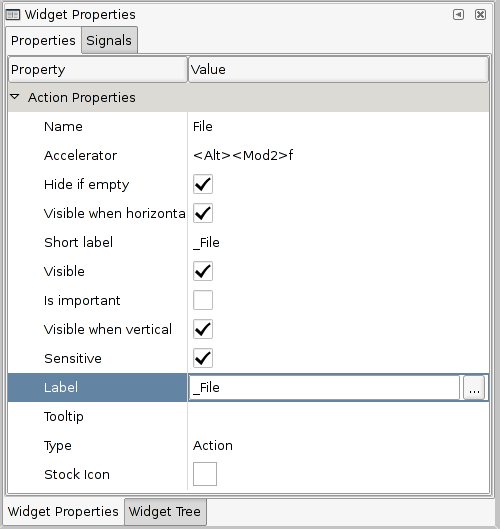 Widget Properties
Properties Signals
Property Value
Action Properties
Name File
Accelerator <Alt><Mod2>f
Hide if empty
Visible when horizonta
Short label _File
Visible
Is important
Visible when vertical
Sensitive
Label _File ...
Tooltip
Type Action
Stock Icon
Widget Properties Widget Tree